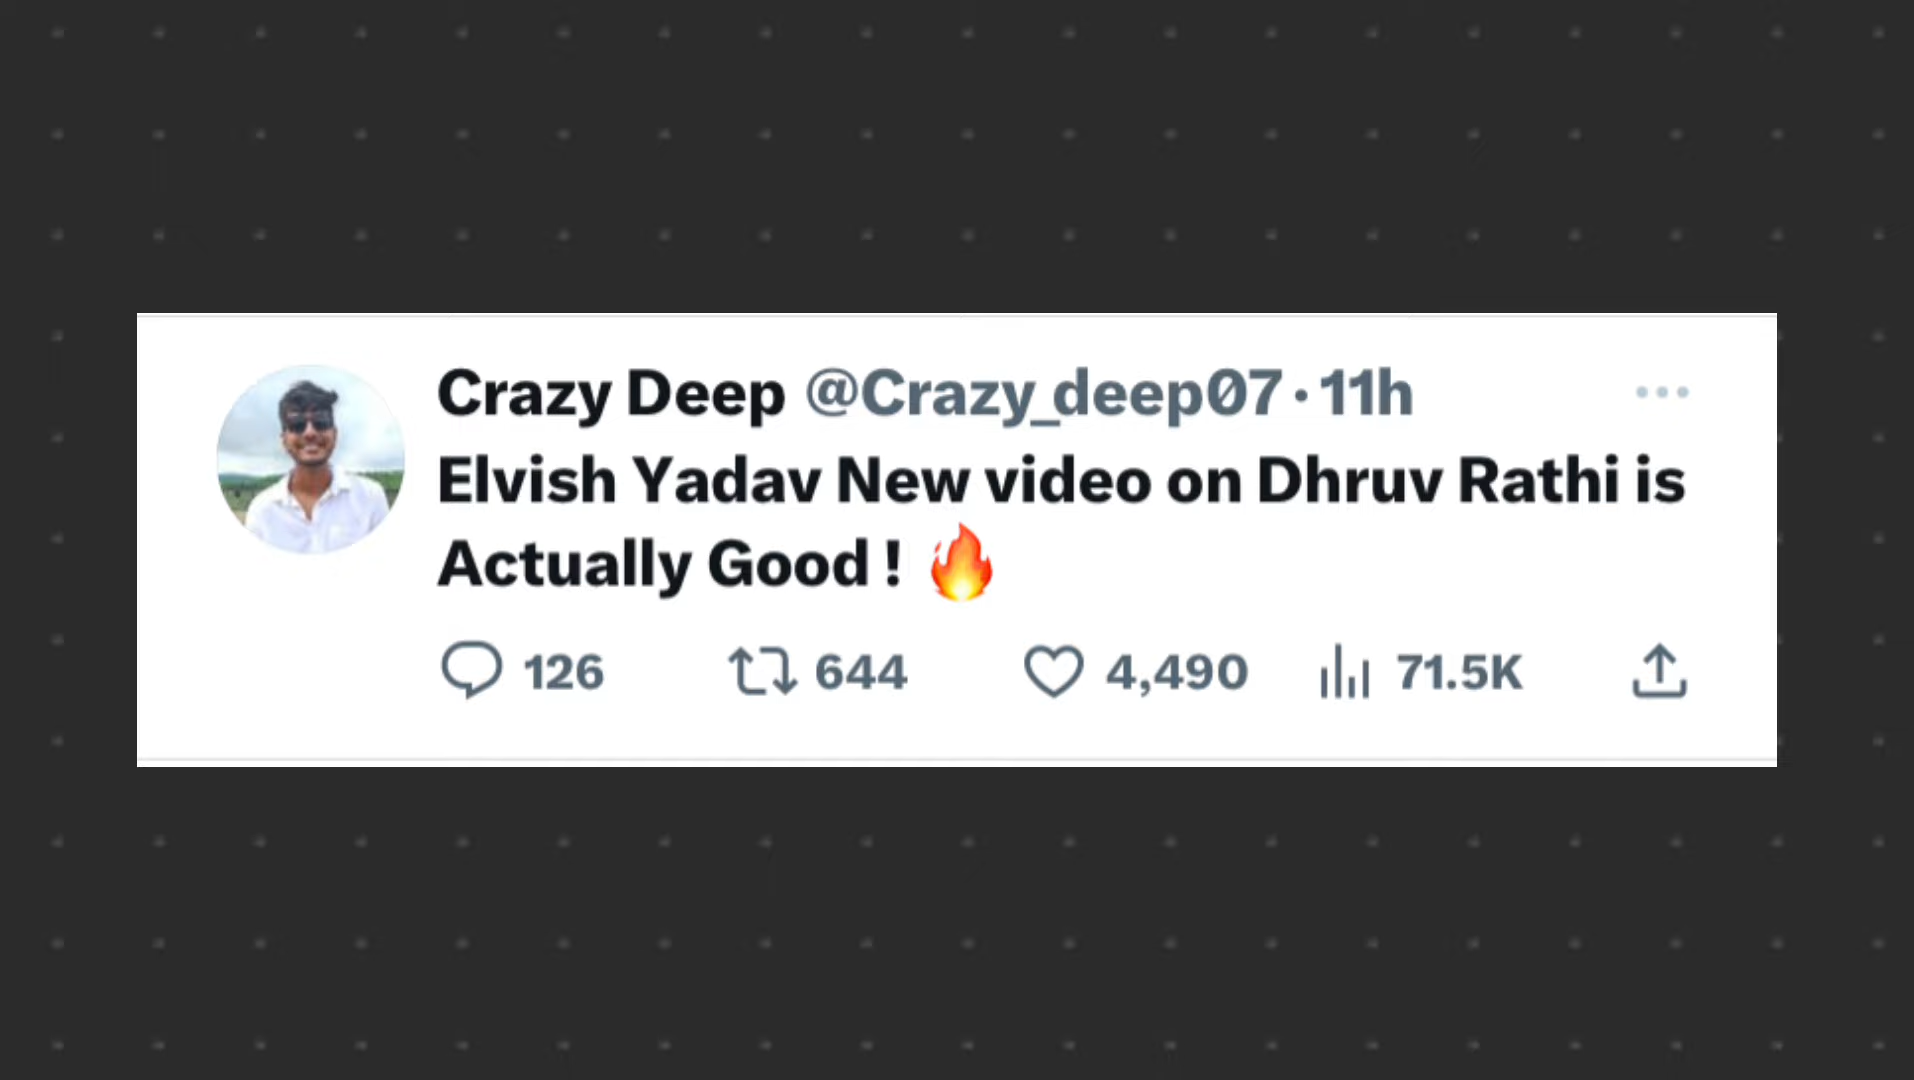 Crazy Deep @Crazy_deep07 · 11h
Elvish Yadav New video on Dhruv Rathi is
Actually Good ! 🔥
126 644 4,490 71.5K